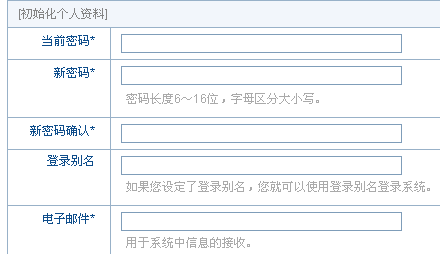 [初始化个人资料]
当前密码*
新密码*
密码长度6～16位，字母区分大小写。
新密码确认*
登录别名
如果您设定了登录别名，您就可以使用登录别名登录系统。
电子邮件*
用于系统中信息的接收。